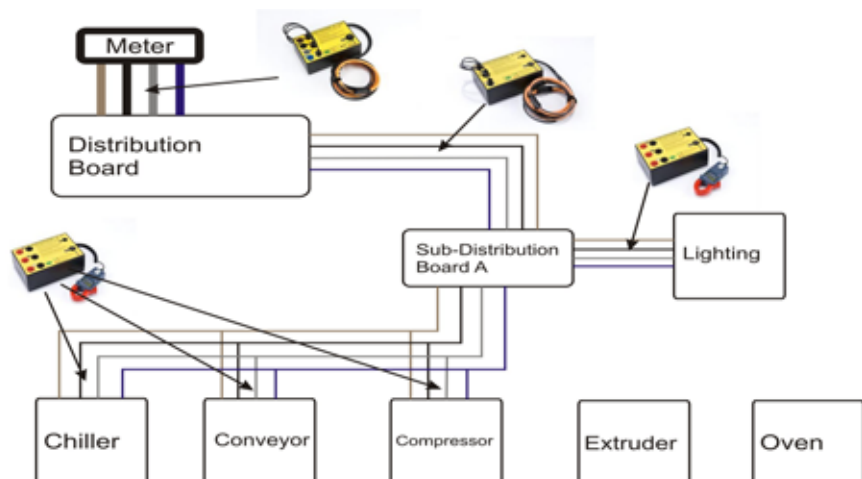 Meter
Distribution
Board
Sub-Distribution
Board A
Lighting
Chiller
Conveyor
Compressor
Extruder
Oven